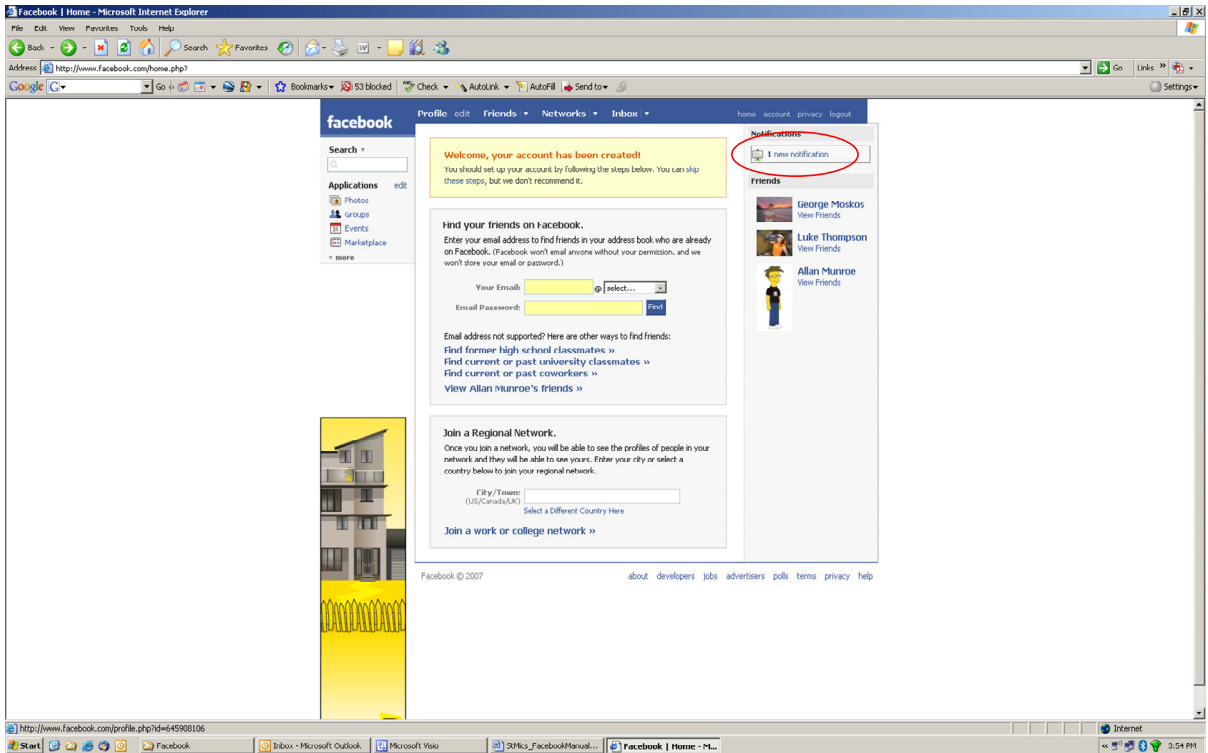 Facebook | Home - Microsoft Internet Explorer
File Edit View Favorites Tools Help
Back Search Favorites
Address http://www.facebook.com/home.php? Go Links »
Google G Go Bookmarks 53 blocked Check AutoLink AutoFill Send to Settings
facebook
Profile edit Friends Networks Inbox home account privacy logout
Search
Applications edit
Photos
Groups
Events
Marketplace
more
Welcome, your account has been created!
You should set up your account by following the steps below. You can skip
these steps, but we don't recommend it.
Find your friends on Facebook.
Enter your email address to find friends in your address book who are already
on Facebook. (Facebook won't email anyone without your permission, and we
won't store your email or password.)
Your Email: @ select...
Email Password: Find
Email address not supported? Here are other ways to find friends:
Find former high school classmates »
Find current or past university classmates »
Find current or past coworkers »
View Allan Munroe's friends »
Join a Regional Network.
Once you join a network, you will be able to see the profiles of people in your
network and they will be able to see yours. Enter your city or select a
country below to join your regional network.
City/Town:
(US/Canada/UK)
Select a Different Country Here
Join a work or college network »
Notifications
1 new notification
Friends
George Moskos
View Friends
Luke Thompson
View Friends
Allan Munroe
View Friends
Facebook © 2007 about developers jobs advertisers polls terms privacy help
http://www.facebook.com/profile.php?id=645908106 Internet
Start Facebook Inbox - Microsoft Outlook Microsoft Visio StMics_FacebookManual... Facebook | Home - M... « 3:54 PM